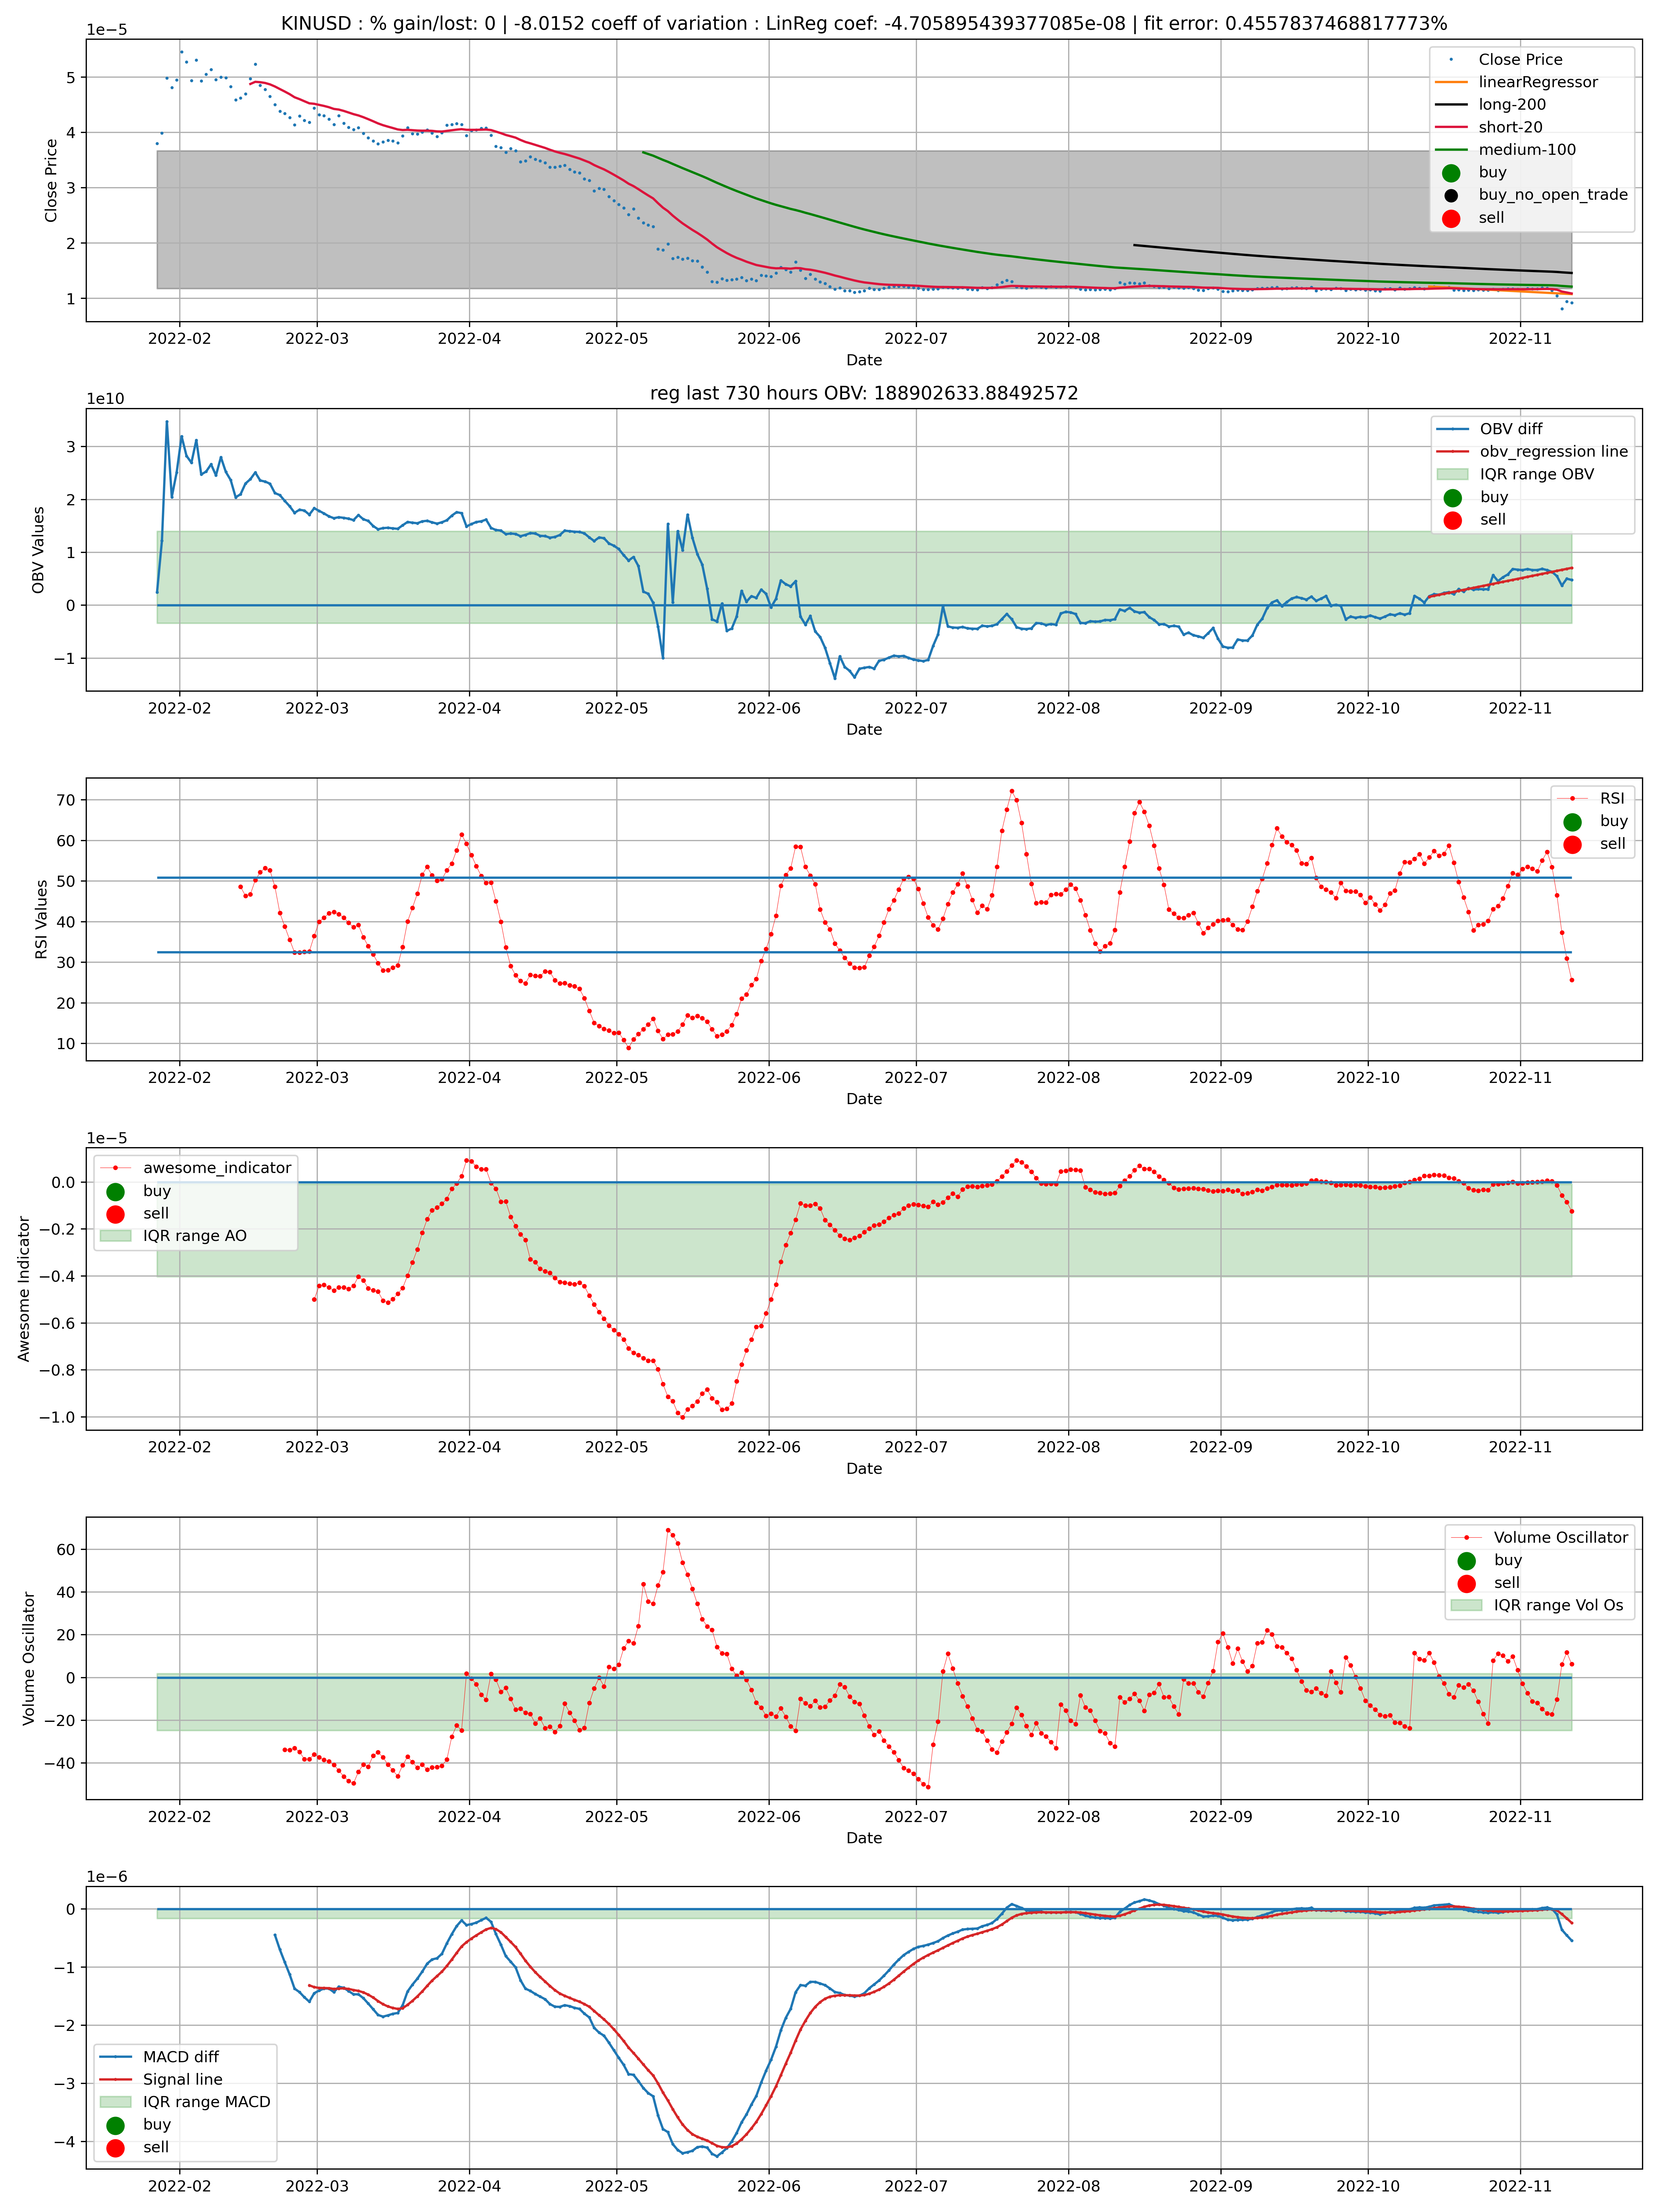 KINUSD : % gain/lost: 0 | -8.0152 coeff of variation : LinReg coef: -4.705895439377085e-08 | fit error: 0.4557837468817773%
1e−5
Close Price
linearRegressor
long-200
short-20
medium-100
buy
buy_no_open_trade
sell
5
4
3
2
1
Close Price
2022-02 2022-03 2022-04 2022-05 2022-06 2022-07 2022-08 2022-09 2022-10 2022-11
Date
reg last 730 hours OBV: 188902633.88492572
1e10
OBV diff
obv_regression line
IQR range OBV
buy
sell
3
2
1
0
−1
OBV Values
2022-02 2022-03 2022-04 2022-05 2022-06 2022-07 2022-08 2022-09 2022-10 2022-11
Date
RSI
buy
sell
70
60
50
40
30
20
10
RSI Values
2022-02 2022-03 2022-04 2022-05 2022-06 2022-07 2022-08 2022-09 2022-10 2022-11
Date
1e−5
awesome_indicator
buy
sell
IQR range AO
0.0
−0.2
−0.4
−0.6
−0.8
−1.0
Awesome Indicator
2022-02 2022-03 2022-04 2022-05 2022-06 2022-07 2022-08 2022-09 2022-10 2022-11
Date
Volume Oscillator
buy
sell
IQR range Vol Os
60
40
20
0
−20
−40
Volume Oscillator
2022-02 2022-03 2022-04 2022-05 2022-06 2022-07 2022-08 2022-09 2022-10 2022-11
Date
1e−6
0
−1
−2
−3
−4
MACD diff
Signal line
IQR range MACD
buy
sell
2022-02 2022-03 2022-04 2022-05 2022-06 2022-07 2022-08 2022-09 2022-10 2022-11